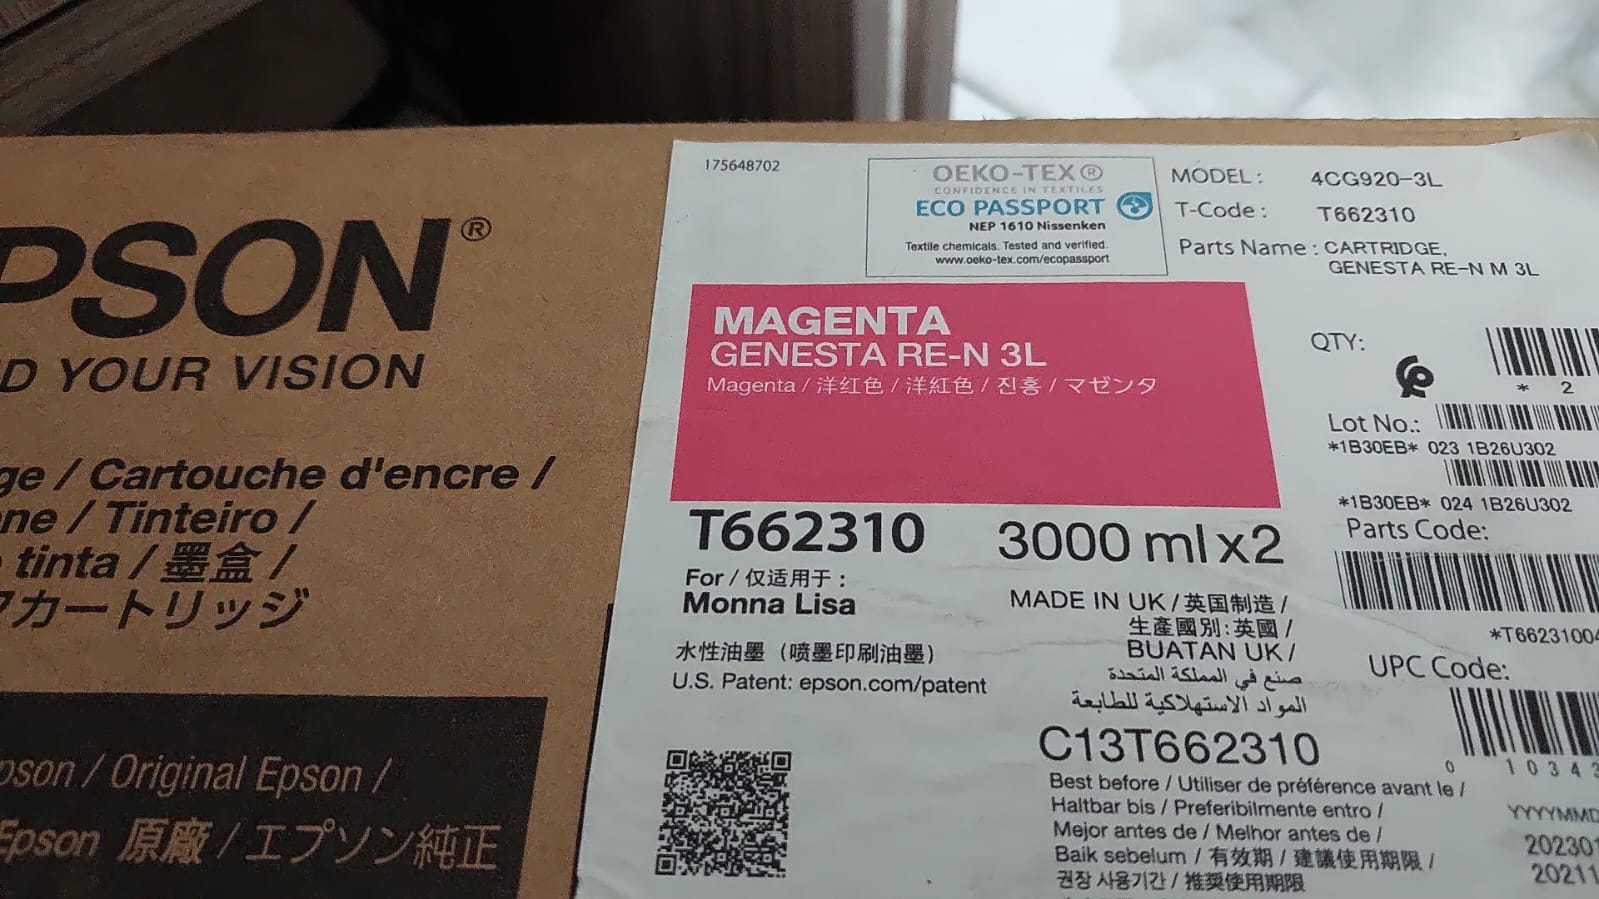 PSON®
D YOUR VISION
ge / Cartouche d'encre /
ne / Tinteiro /
tinta / 墨盒 /
カートリッジ
pson / Original Epson /
Epson 原廠 / エプソン純正
175648702
OEKO-TEX®
CONFIDENCE IN TEXTILES
ECO PASSPORT
NEP 1610 Nissenken
Textile chemicals. Tested and verified.
www.oeko-tex.com/ecopassport
MODEL: 4CG920-3L
T-Code: T662310
Parts Name: CARTRIDGE,
GENESTA RE-N M 3L
MAGENTA
GENESTA RE-N 3L
Magenta / 洋红色 / 洋紅色 / 진홍 / マゼンタ
T662310 3000 ml x2
For / 仅适用于：
Monna Lisa
水性油墨（喷墨印刷油墨）
U.S. Patent: epson.com/patent
MADE IN UK / 英国制造 /
生產國別: 英國 /
BUATAN UK /
صنع في المملكة المتحدة
المواد الاستهلاكية للطابعة
C13T662310
Best before / Utiliser de préférence avant le /
Haltbar bis / Preferibilmente entro /
Mejor antes de / Melhor antes de /
Baik sebelum / 有效期 / 建議使用期限 /
권장 사용기간 / 推奨使用期限
QTY:
* 2
Lot No.:
*1B30EB* 023 1B26U302
*1B30EB* 024 1B26U302
Parts Code:
*T66231004
UPC Code:
0 10343
YYYYMMD
202301
20211